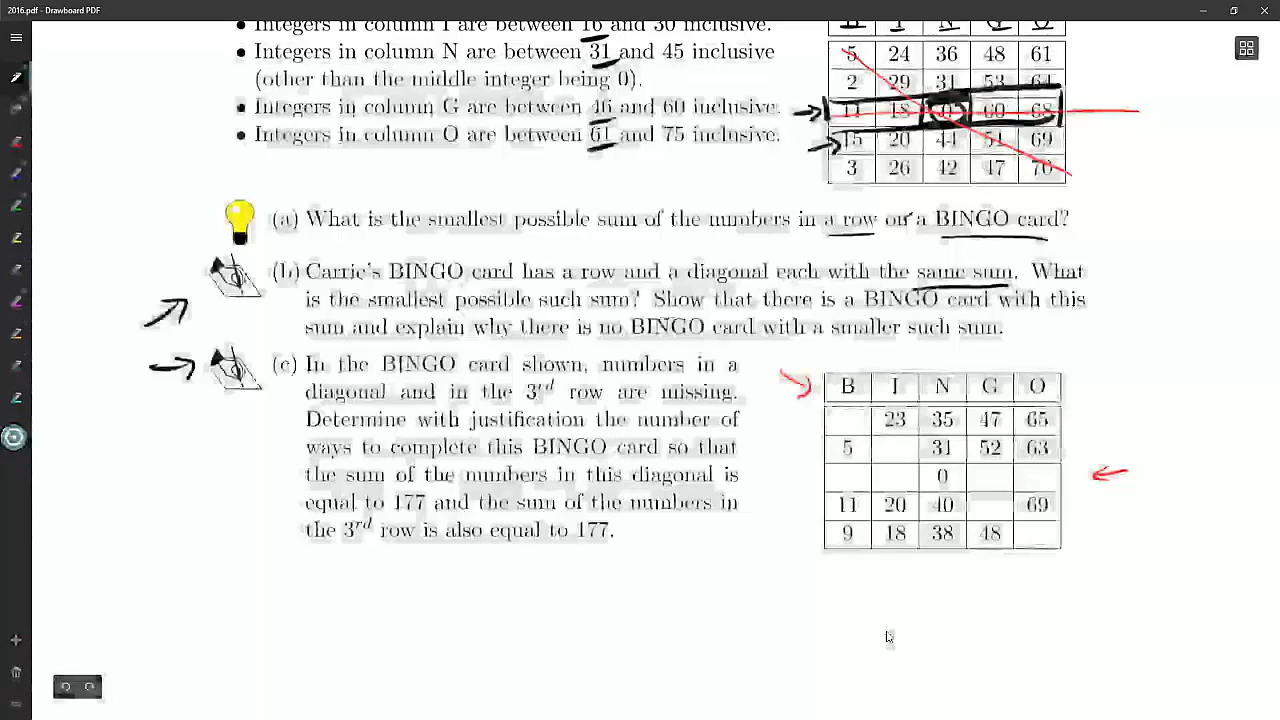 2016.pdf - Drawboard PDF
• Integers in column I are between 16 and 30 inclusive.
• Integers in column N are between 31 and 45 inclusive
(other than the middle integer being 0).
• Integers in column G are between 46 and 60 inclusive.
• Integers in column O are between 61 and 75 inclusive.
B I N G O
5 24 36 48 61
2 29 31 53 64
11 18 0 60 68
15 20 44 51 69
3 26 42 47 70
(a) What is the smallest possible sum of the numbers in a row on a BINGO card?
(b) Carrie's BINGO card has a row and a diagonal each with the same sum. What
is the smallest possible such sum? Show that there is a BINGO card with this
sum and explain why there is no BINGO card with a smaller such sum.
(c) In the BINGO card shown, numbers in a
diagonal and in the 3rd row are missing.
Determine with justification the number of
ways to complete this BINGO card so that
the sum of the numbers in this diagonal is
equal to 177 and the sum of the numbers in
the 3rd row is also equal to 177.
B I N G O
23 35 47 65
5 31 52 63
0
11 20 40 69
9 18 38 48